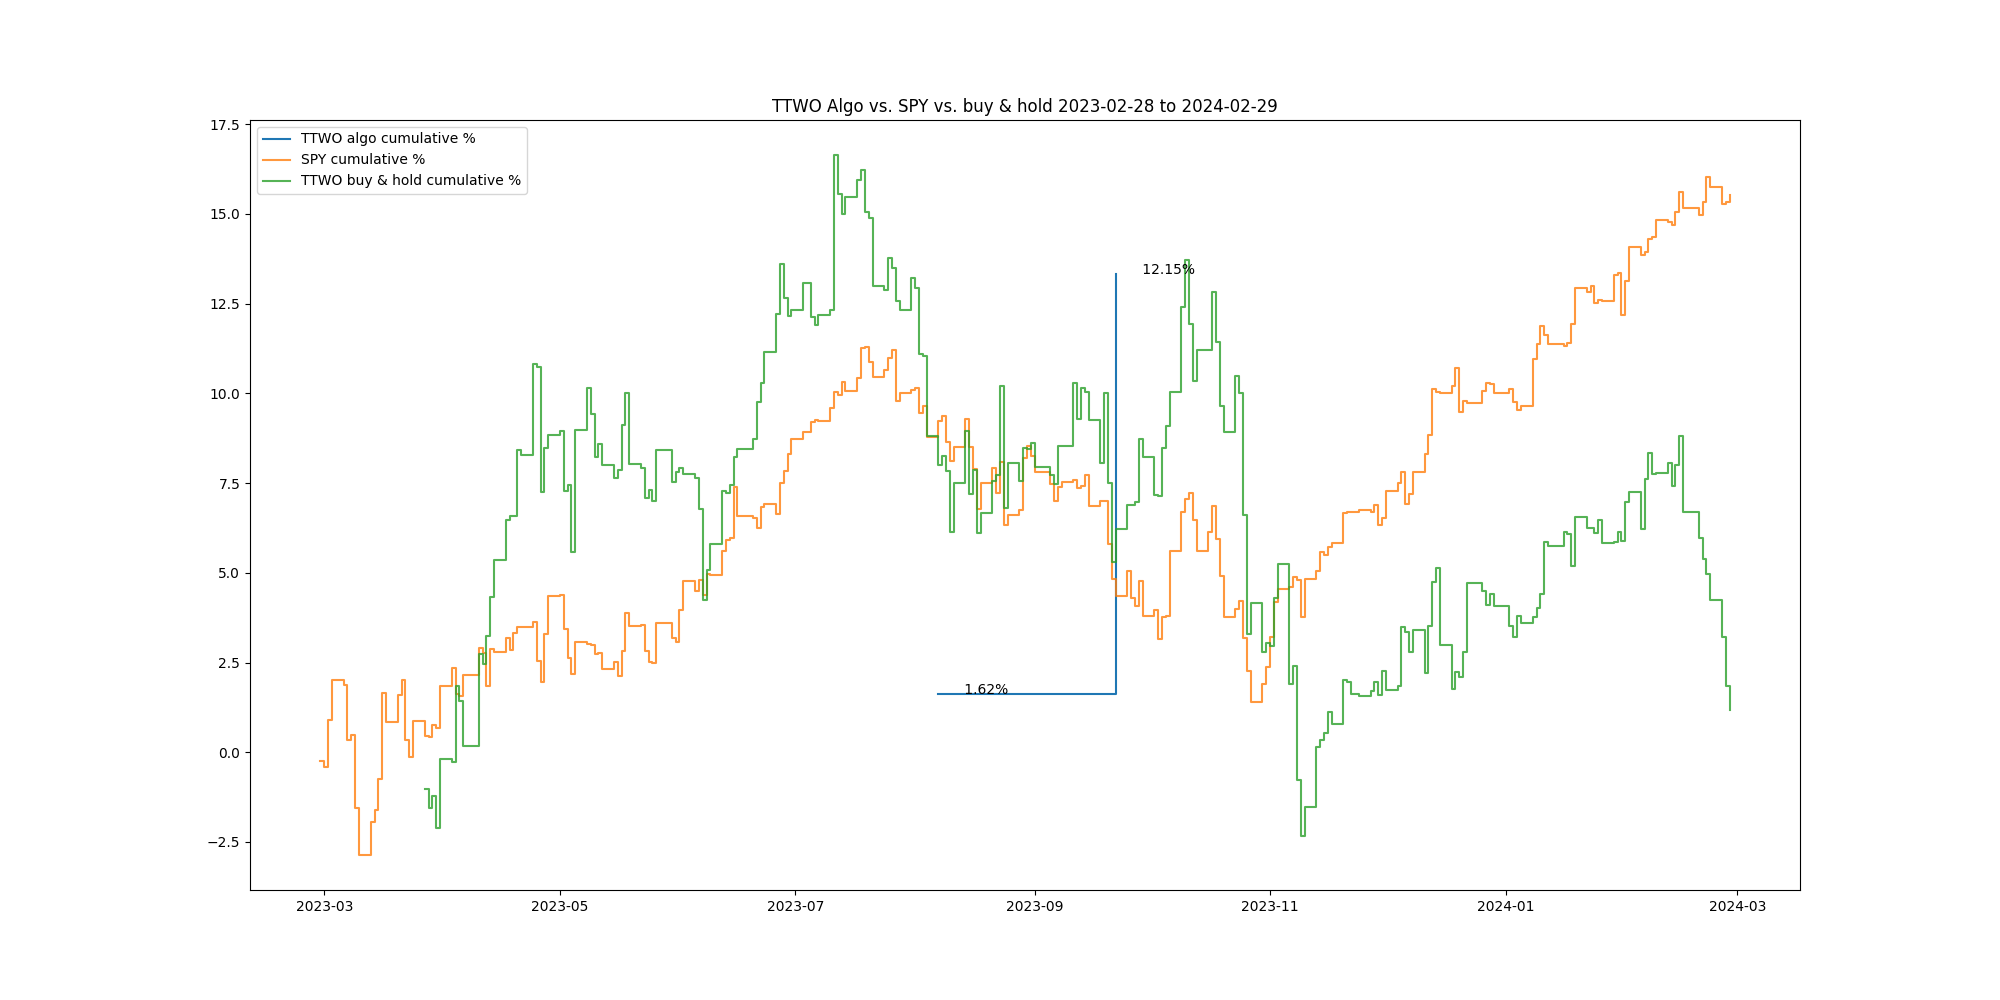 TTWO Algo vs. SPY vs. buy & hold 2023-02-28 to 2024-02-29
17.5
TTWO algo cumulative %
SPY cumulative %
TTWO buy & hold cumulative %
15.0
12.15%
12.5
10.0
7.5
5.0
2.5
1.62%
0.0
−2.5
2023-03 2023-05 2023-07 2023-09 2023-11 2024-01 2024-03